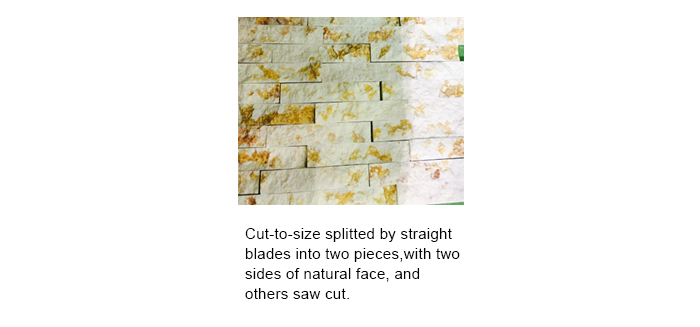 Cut-to-size splitted by straight
blades into two pieces,with two
sides of natural face, and
others saw cut.